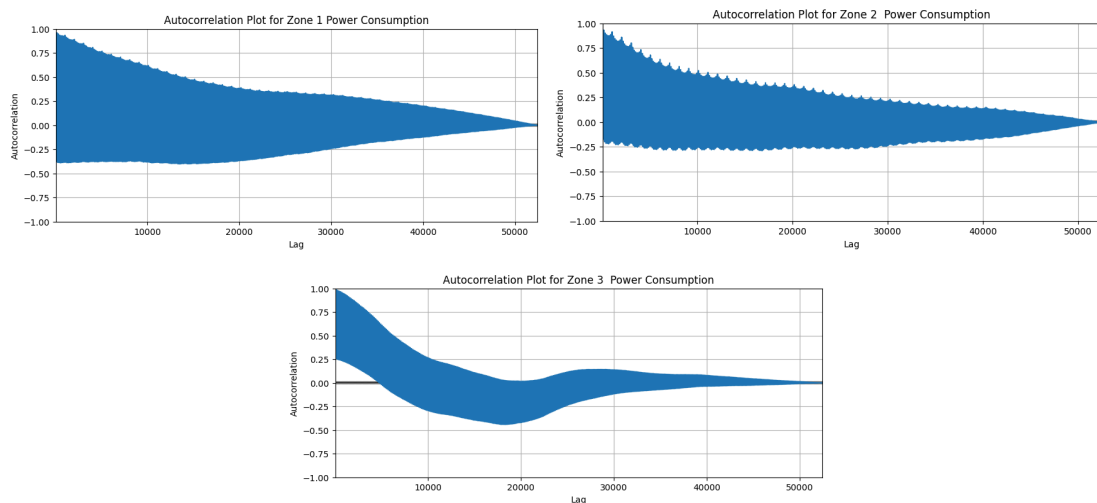 Autocorrelation Plot for Zone 1 Power Consumption
1.00
0.75
0.50
0.25
0.00
−0.25
−0.50
−0.75
−1.00
Autocorrelation
10000 20000 30000 40000 50000
Lag
Autocorrelation Plot for Zone 2 Power Consumption
1.00
0.75
0.50
0.25
0.00
−0.25
−0.50
−0.75
−1.00
Autocorrelation
10000 20000 30000 40000 50000
Lag
Autocorrelation Plot for Zone 3 Power Consumption
1.00
0.75
0.50
0.25
0.00
−0.25
−0.50
−0.75
−1.00
Autocorrelation
10000 20000 30000 40000 50000
Lag